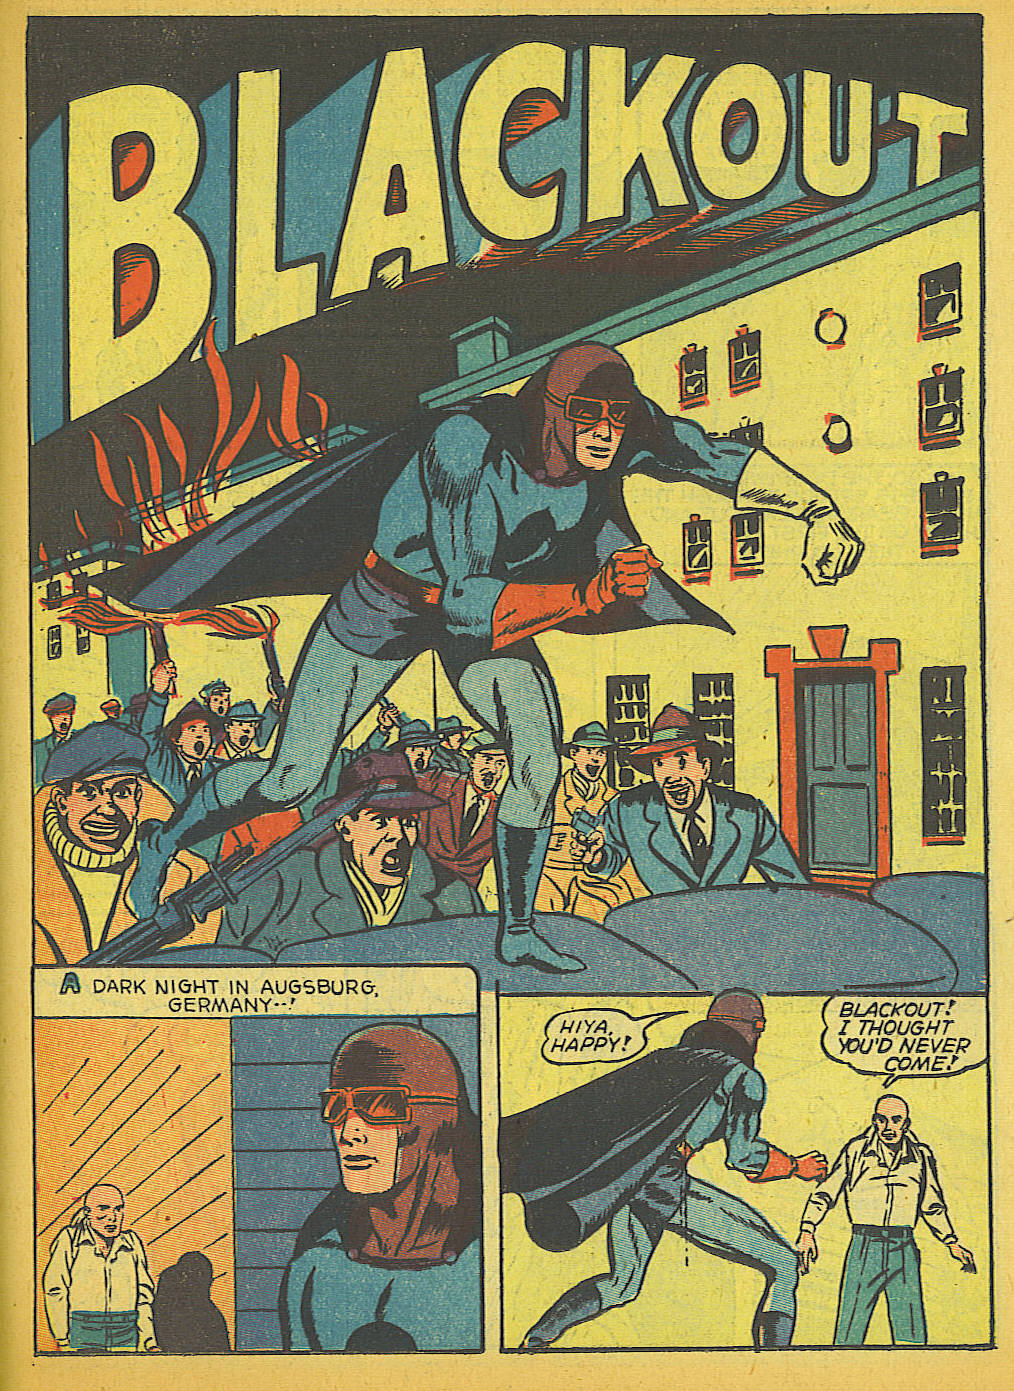 BLACKOUT
A DARK NIGHT IN AUGSBURG,
GERMANY--!
HIYA,
HAPPY!
BLACKOUT!
I THOUGHT
YOU'D NEVER
COME!